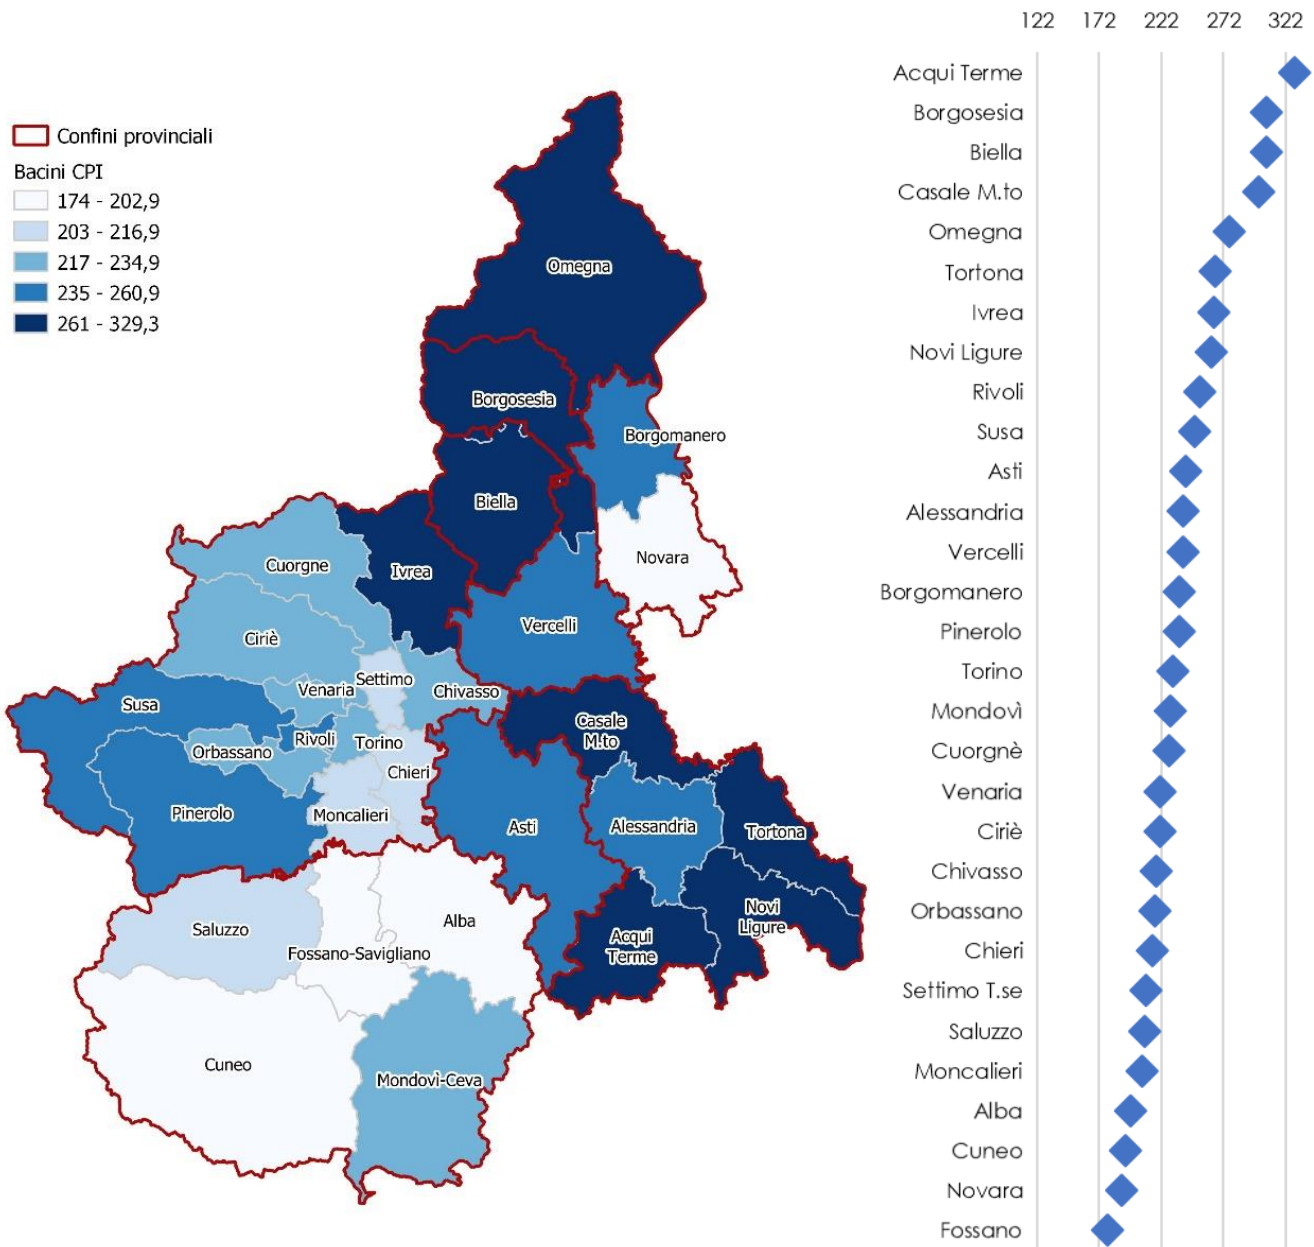 Confini provinciali
Bacini CPI
174 - 202,9
203 - 216,9
217 - 234,9
235 - 260,9
261 - 329,3
Omegna
Borgosesia
Borgomanero
Biella
Novara
Cuorgne
Ivrea
Vercelli
Ciriè
Settimo
Venaria
Chivasso
Susa
Casale
M.to
Rivoli
Torino
Orbassano
Chieri
Pinerolo
Moncalieri
Asti
Alessandria
Tortona
Alba
Novi
Ligure
Saluzzo
Acqui
Terme
Fossano-Savigliano
Cuneo
Mondovì-Ceva
122 172 222 272 322
Acqui Terme
Borgosesia
Biella
Casale M.to
Omegna
Tortona
Ivrea
Novi Ligure
Rivoli
Susa
Asti
Alessandria
Vercelli
Borgomanero
Pinerolo
Torino
Mondovì
Cuorgnè
Venaria
Ciriè
Chivasso
Orbassano
Chieri
Settimo T.se
Saluzzo
Moncalieri
Alba
Cuneo
Novara
Fossano